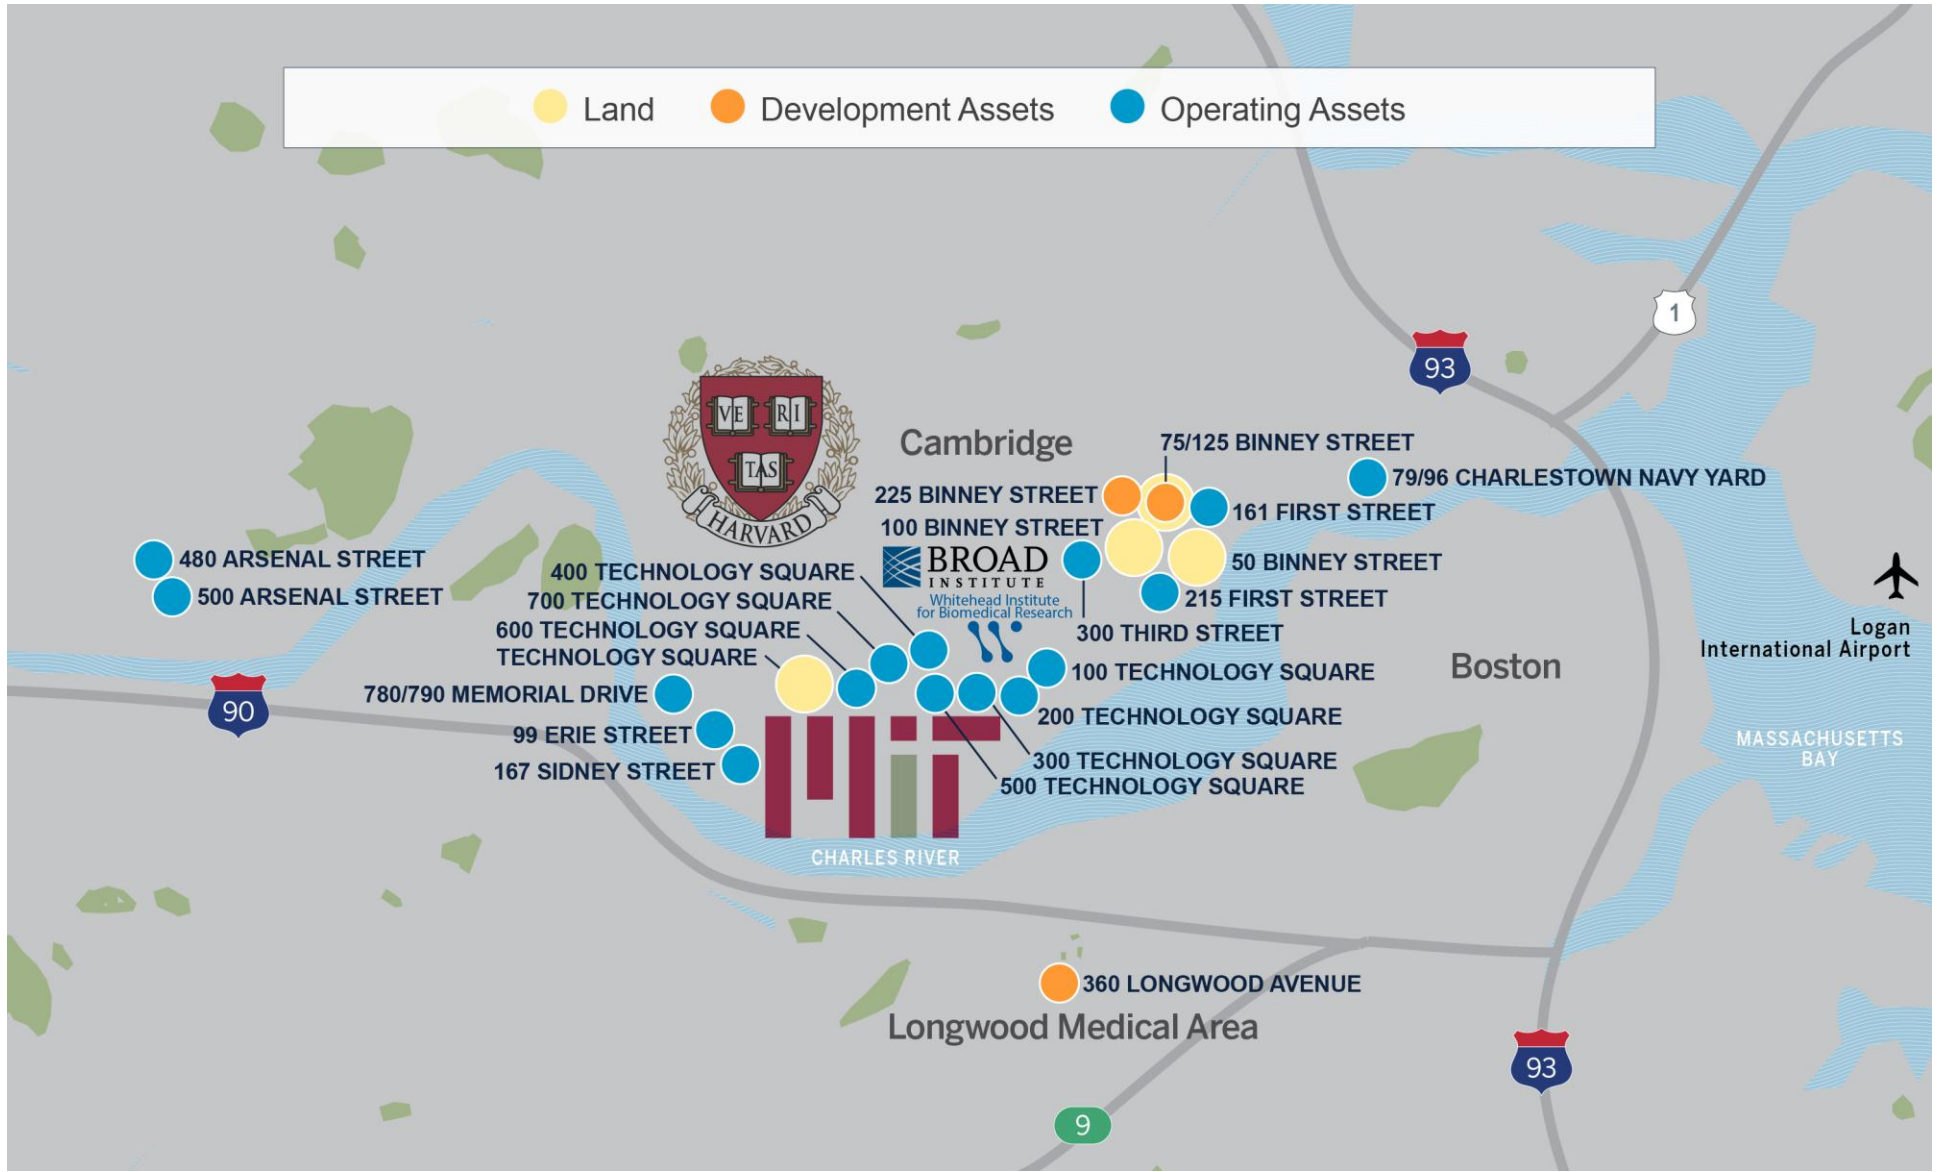 Land
Development Assets
Operating Assets
1
93
VE RI
TAS
HARVARD
Cambridge
75/125 BINNEY STREET
79/96 CHARLESTOWN NAVY YARD
225 BINNEY STREET
161 FIRST STREET
100 BINNEY STREET
480 ARSENAL STREET
BROAD
INSTITUTE
50 BINNEY STREET
400 TECHNOLOGY SQUARE
500 ARSENAL STREET
700 TECHNOLOGY SQUARE
Whitehead Institute
for Biomedical Research
215 FIRST STREET
600 TECHNOLOGY SQUARE
300 THIRD STREET
Logan
International Airport
TECHNOLOGY SQUARE
100 TECHNOLOGY SQUARE
Boston
780/790 MEMORIAL DRIVE
90
200 TECHNOLOGY SQUARE
99 ERIE STREET
MASSACHUSETTS
BAY
300 TECHNOLOGY SQUARE
167 SIDNEY STREET
500 TECHNOLOGY SQUARE
MIT
CHARLES RIVER
360 LONGWOOD AVENUE
Longwood Medical Area
93
9